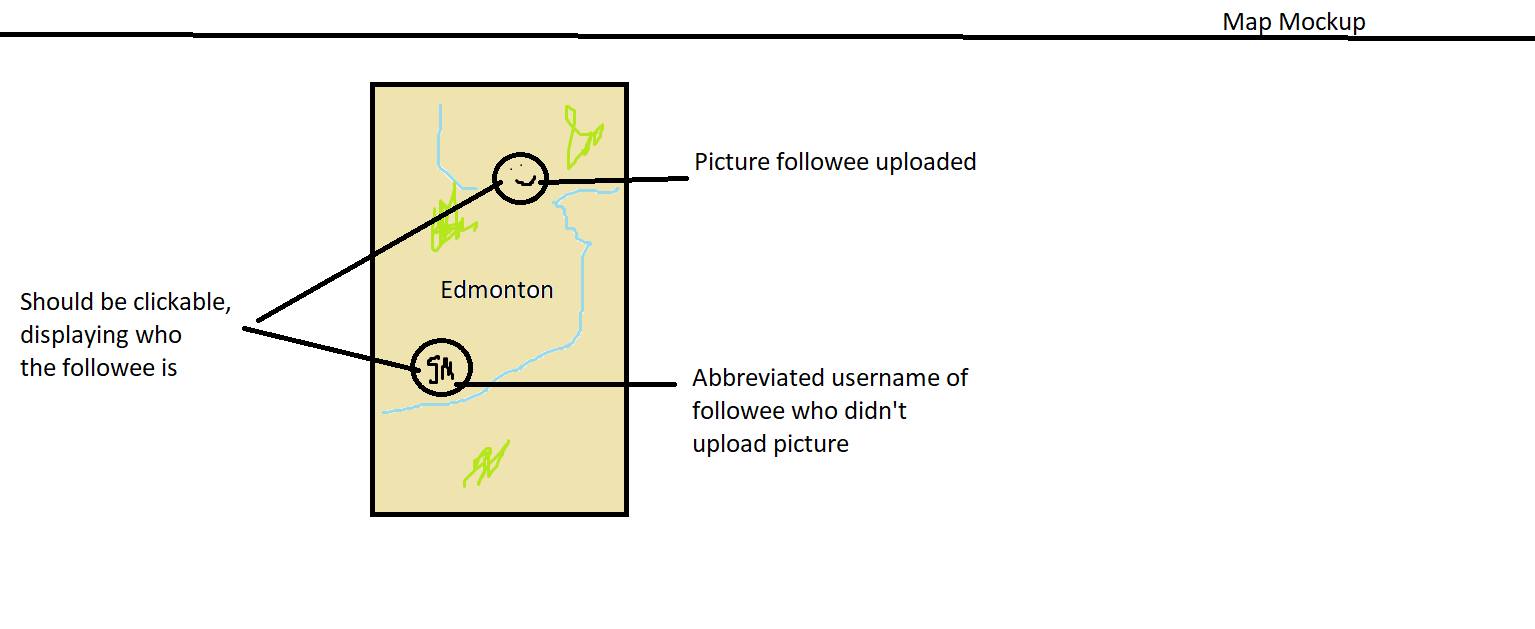 Map Mockup
Picture followee uploaded
Edmonton
Should be clickable,
displaying who
the followee is
JM
Abbreviated username of
followee who didn't
upload picture